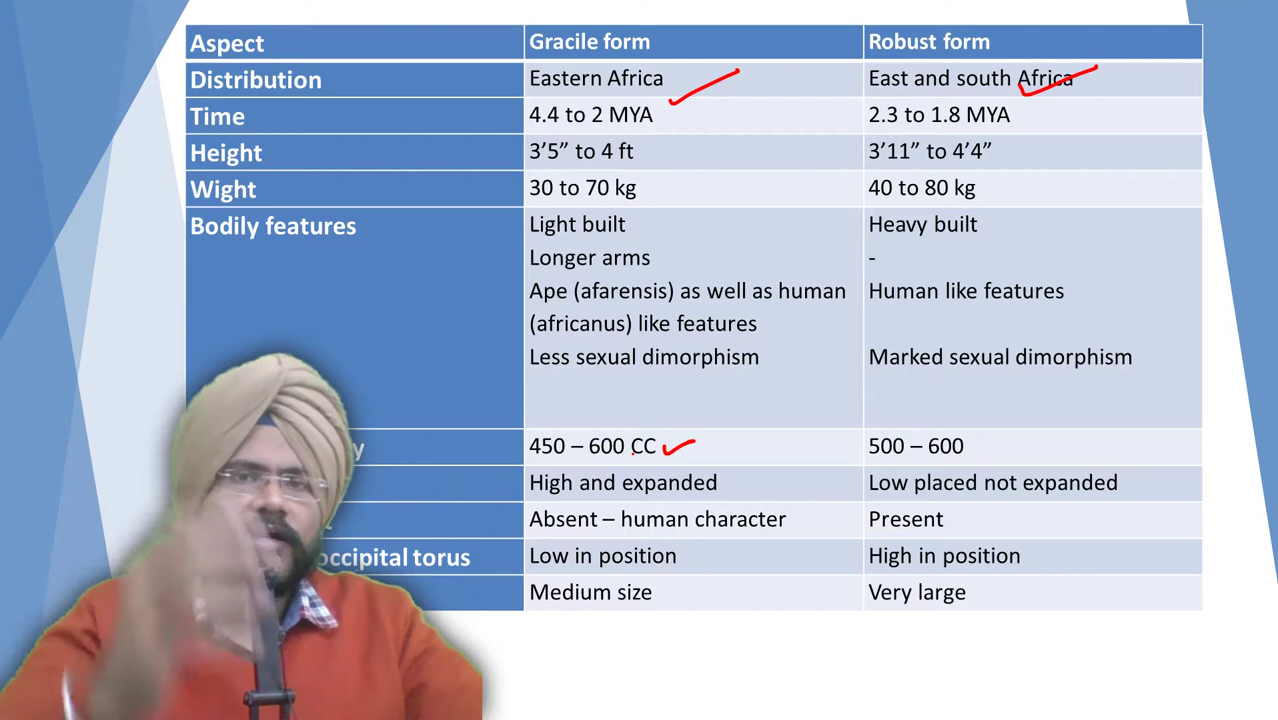 Aspect Gracile form Robust form
Distribution Eastern Africa East and south Africa
Time 4.4 to 2 MYA 2.3 to 1.8 MYA
Height 3’5” to 4 ft 3’11” to 4’4”
Wight 30 to 70 kg 40 to 80 kg
Bodily features Light built Heavy built
Longer arms -
Ape (afarensis) as well as human Human like features
(africanus) like features
Less sexual dimorphism Marked sexual dimorphism
450 – 600 CC 500 – 600
High and expanded Low placed not expanded
Absent – human character Present
occipital torus Low in position High in position
Medium size Very large